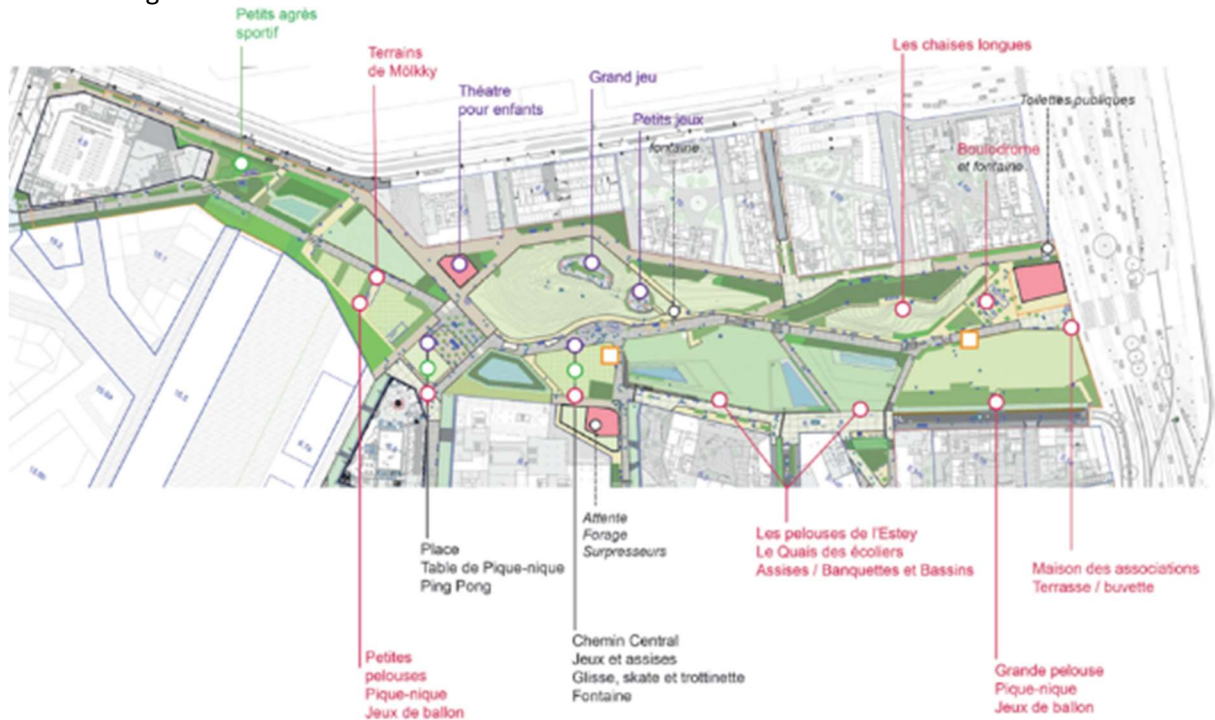 Petits agrès
sportif
Terrains
de Mölkky
Théatre
pour enfants
Grand jeu
Petits jeux
fontaine
Les chaises longues
Toilettes publiques
Boulodrome
et fontaine
Attente
Forage
Surpresseurs
Place
Table de Pique-nique
Ping Pong
Les pelouses de l'Estey
Le Quais des écoliers
Assises / Banquettes et Bassins
Maison des associations
Terrasse / buvette
Chemin Central
Jeux et assises
Glisse, skate et trottinette
Fontaine
Petites
pelouses
Pique-nique
Jeux de ballon
Grande pelouse
Pique-nique
Jeux de ballon